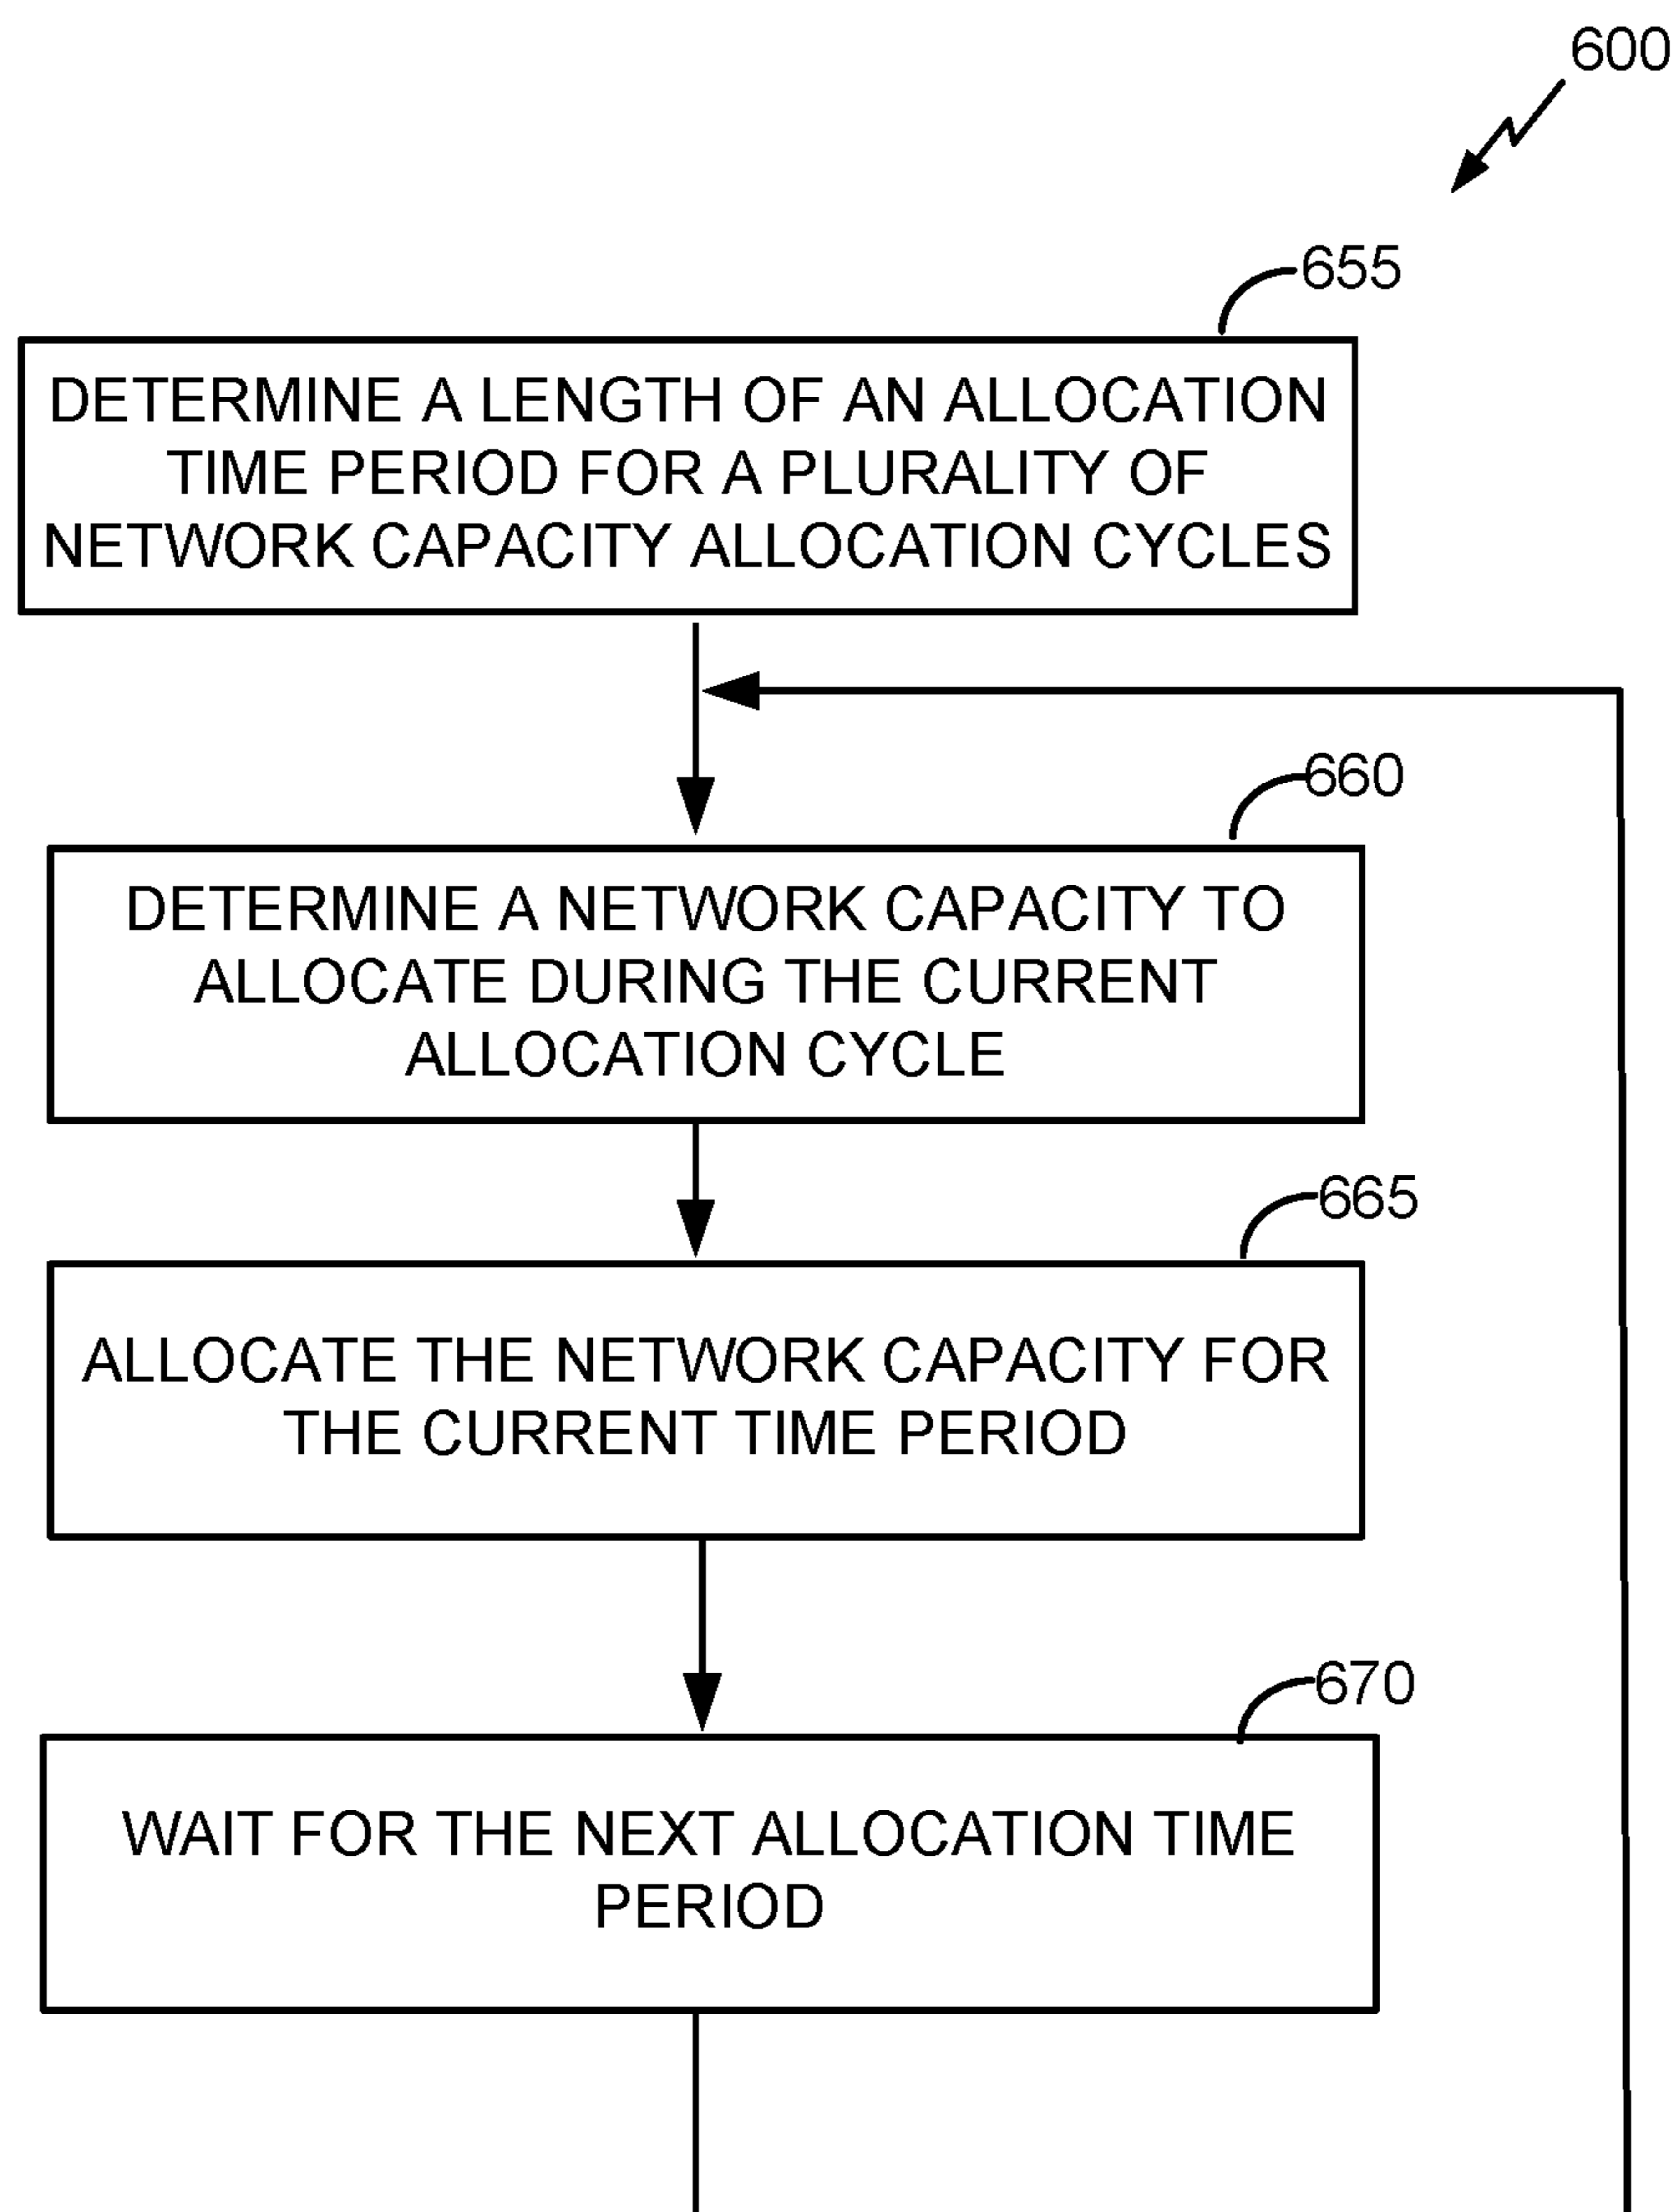 600
655
DETERMINE A LENGTH OF AN ALLOCATION
TIME PERIOD FOR A PLURALITY OF
NETWORK CAPACITY ALLOCATION CYCLES
660
DETERMINE A NETWORK CAPACITY TO
ALLOCATE DURING THE CURRENT
ALLOCATION CYCLE
665
ALLOCATE THE NETWORK CAPACITY FOR
THE CURRENT TIME PERIOD
670
WAIT FOR THE NEXT ALLOCATION TIME
PERIOD